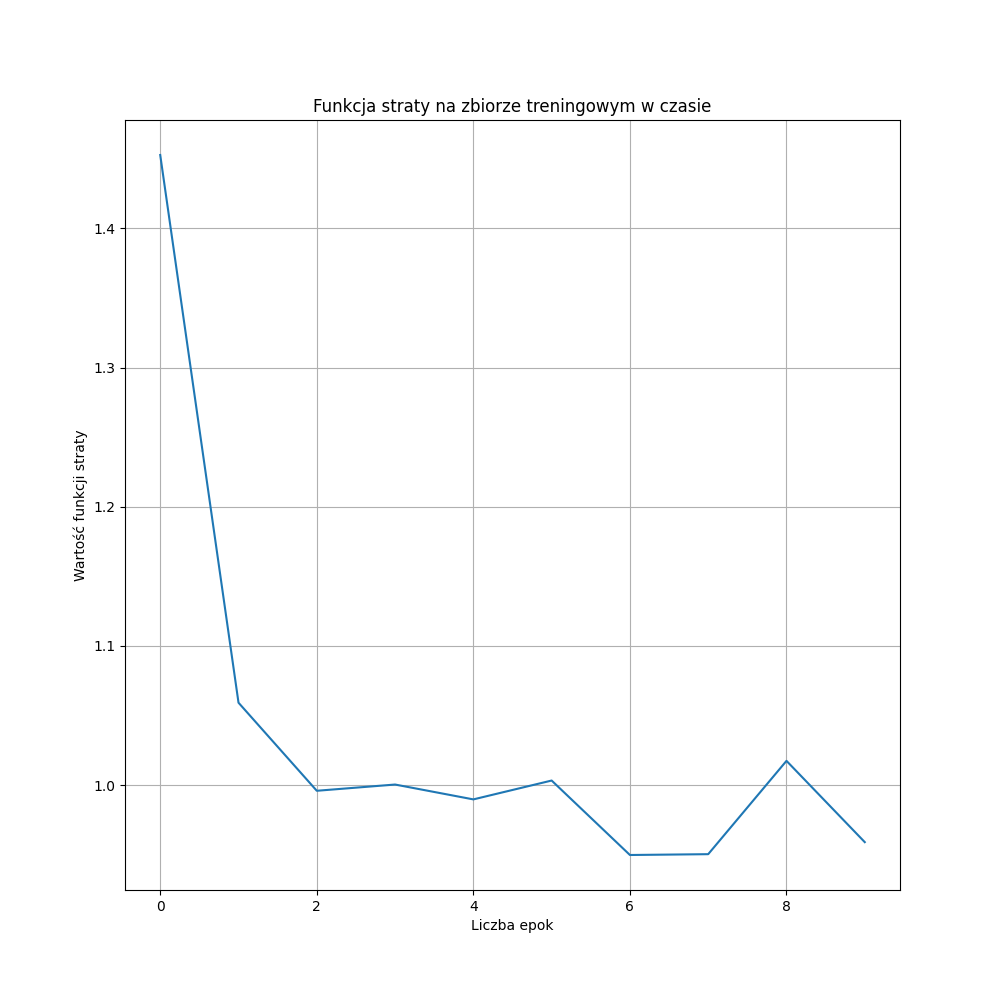 Funkcja straty na zbiorze treningowym w czasie
Wartość funkcji straty
1.4
1.3
1.2
1.1
1.0
0 2 4 6 8
Liczba epok